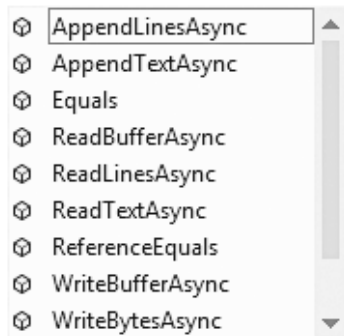 AppendLinesAsync
AppendTextAsync
Equals
ReadBufferAsync
ReadLinesAsync
ReadTextAsync
ReferenceEquals
WriteBufferAsync
WriteBytesAsync